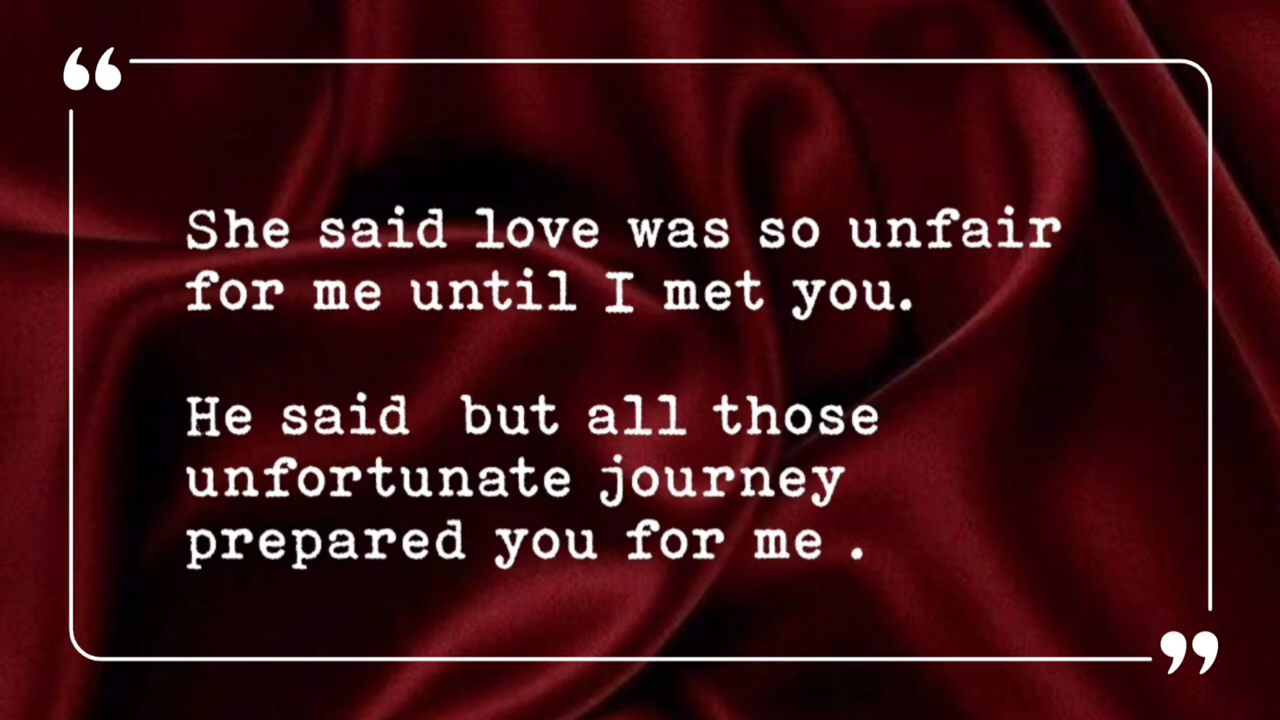 She said love was so unfair
for me until I met you.
He said  but all those
unfortunate journey
prepared you for me .